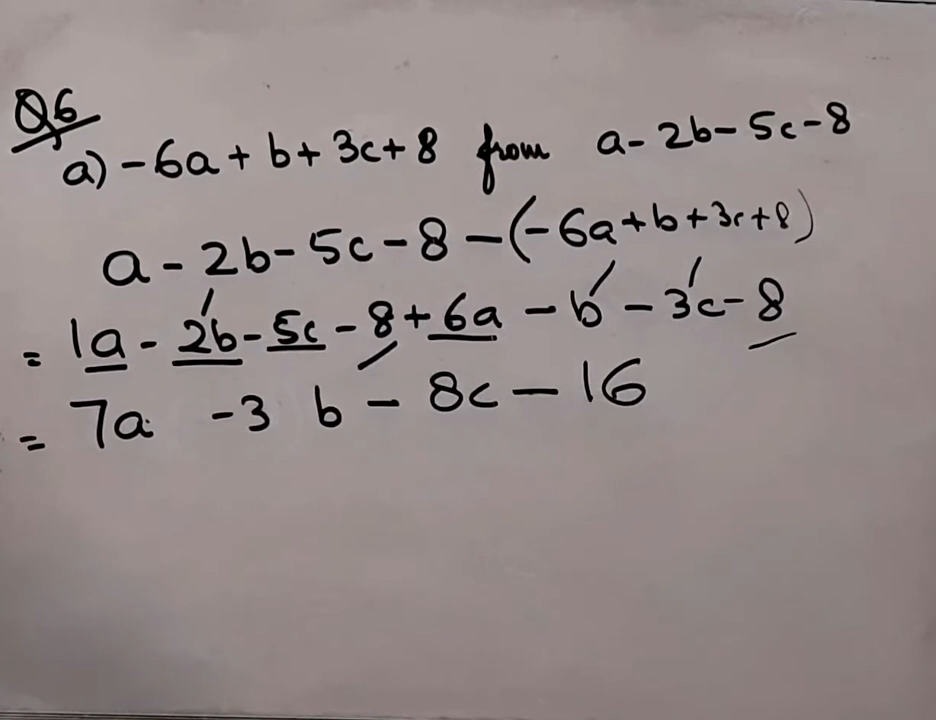 Q6
a) -6a + b + 3c + 8 from a - 2b - 5c - 8
a - 2b - 5c - 8 - (-6a + b + 3c + 8)
= 1a - 2b - 5c - 8 + 6a - b - 3c - 8
= 7a -3 b - 8c - 16